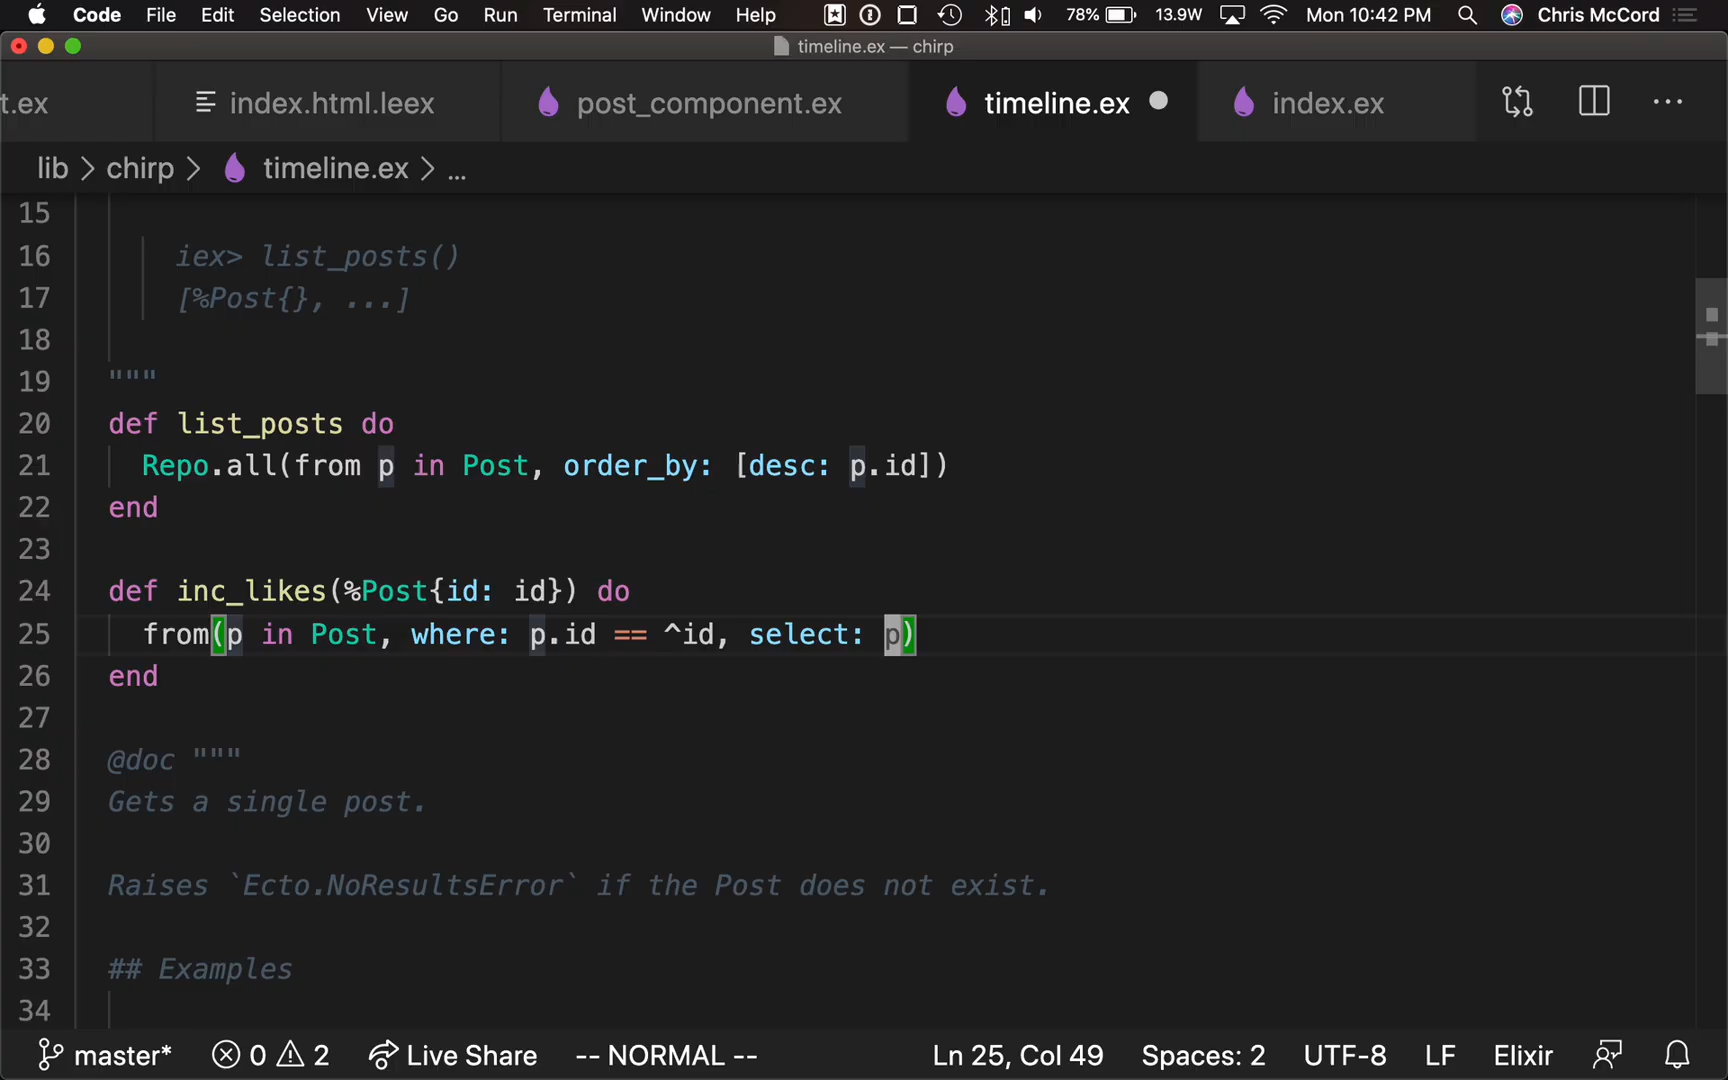 Code File Edit Selection View Go Run Terminal Window Help 78% 13.9W Mon 10:42 PM Chris McCord
timeline.ex — chirp
t.ex index.html.leex post_component.ex timeline.ex index.ex ...
lib > chirp > timeline.ex > ...
15
16 iex> list_posts()
17 [%Post{}, ...]
18
19 """
20 def list_posts do
21 Repo.all(from p in Post, order_by: [desc: p.id])
22 end
23
24 def inc_likes(%Post{id: id}) do
25 from(p in Post, where: p.id == ^id, select: p)
26 end
27
28 @doc """
29 Gets a single post.
30
31 Raises `Ecto.NoResultsError` if the Post does not exist.
32
33 ## Examples
34
master* 0 2 Live Share -- NORMAL -- Ln 25, Col 49 Spaces: 2 UTF-8 LF Elixir